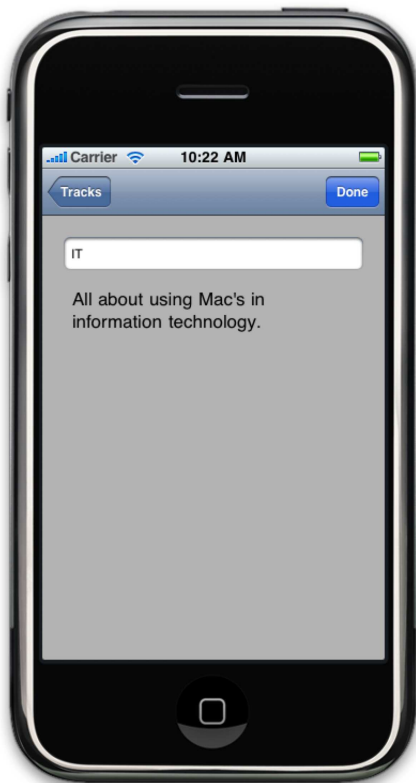 Carrier 10:22 AM
Tracks Done
IT
All about using Mac's in
information technology.